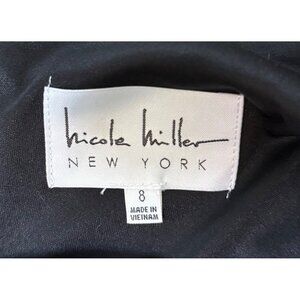 Nicole Miller
NEW YORK
8
MADE IN
VIETNAM